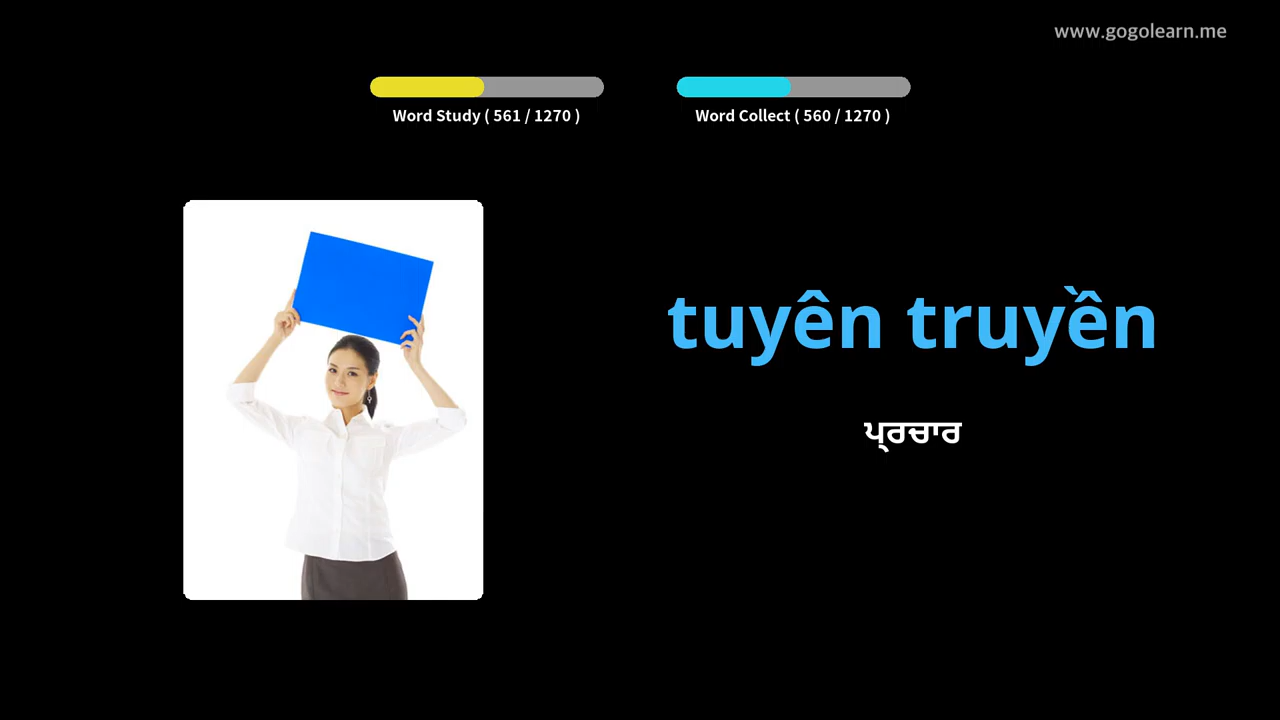 www.gogolearn.me
Word Study ( 561 / 1270 )
Word Collect ( 560 / 1270 )
tuyên truyền
ਪ੍ਰਚਾਰ